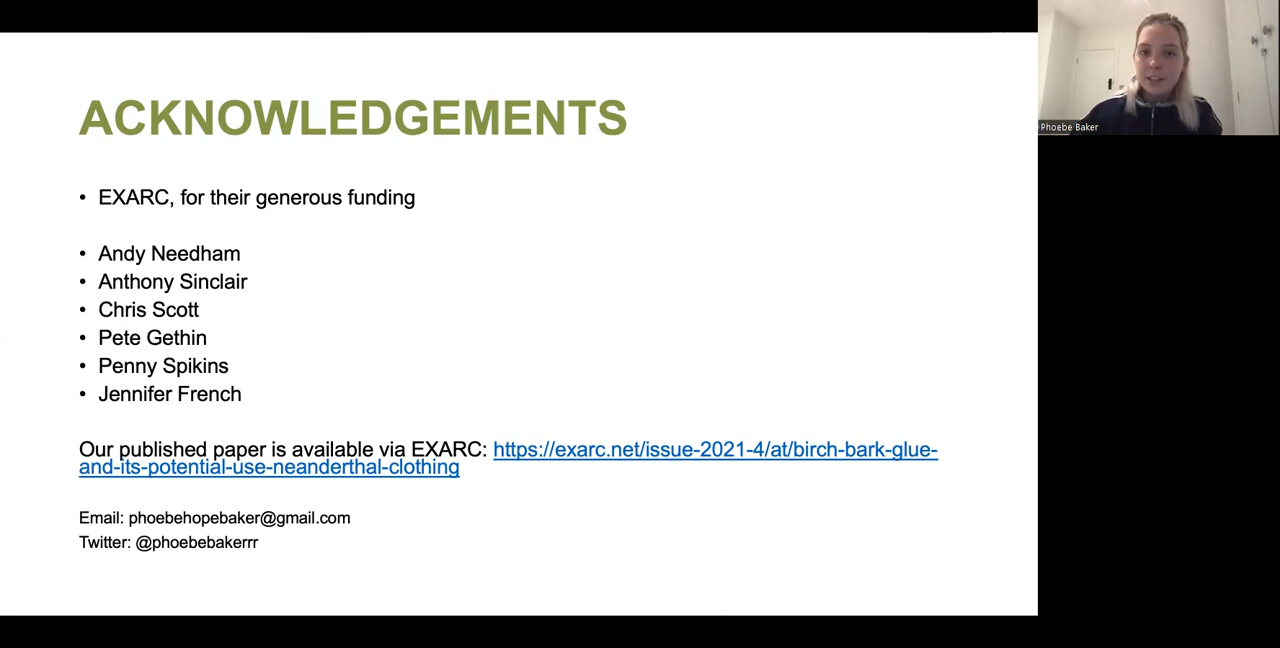 ACKNOWLEDGEMENTS
• EXARC, for their generous funding
• Andy Needham
• Anthony Sinclair
• Chris Scott
• Pete Gethin
• Penny Spikins
• Jennifer French
Our published paper is available via EXARC: https://exarc.net/issue-2021-4/at/birch-bark-glue-
and-its-potential-use-neanderthal-clothing
Email: phoebehopebaker@gmail.com
Twitter: @phoebebakerrr
Phoebe Baker